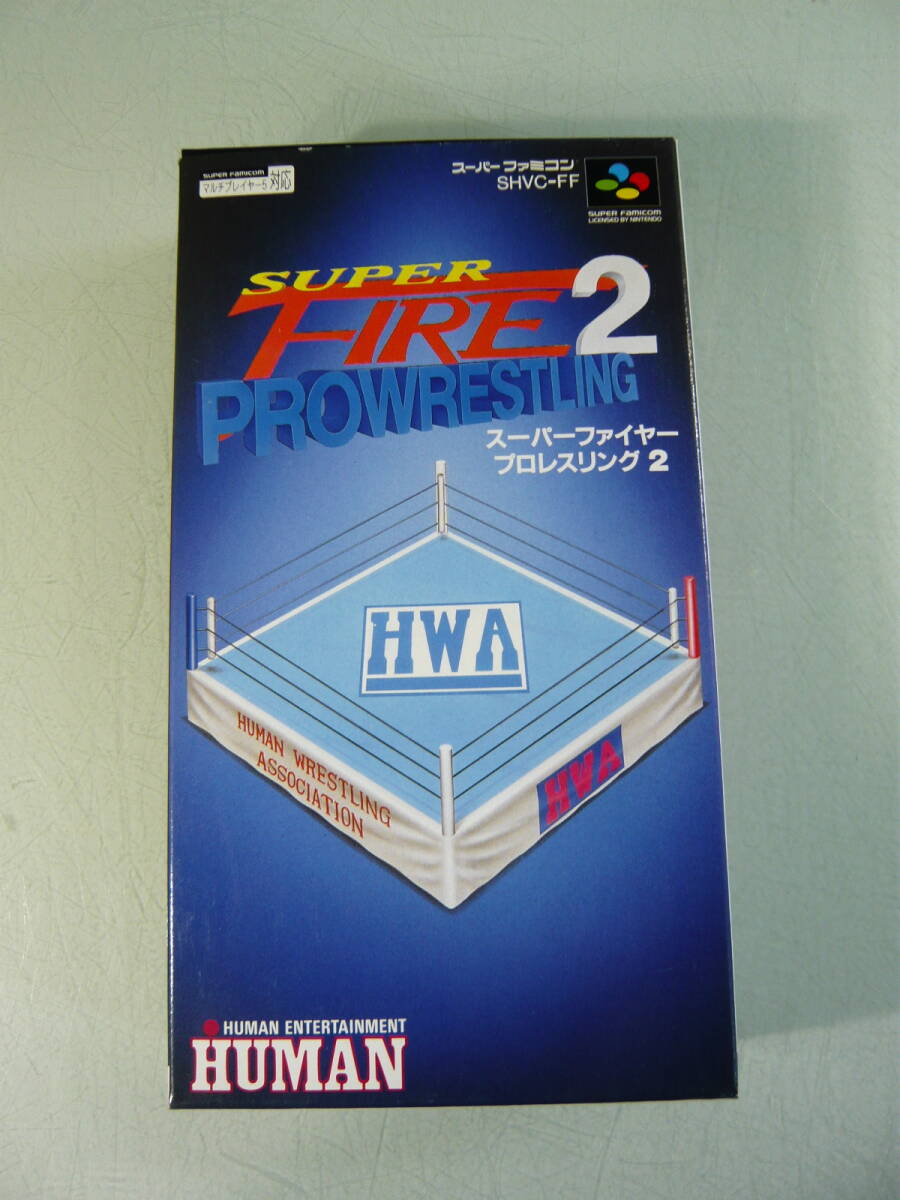 SUPER FAMICOM
マルチプレイヤー5 対応
スーパーファミコン
SHVC-FF
SUPER FAMICOM
LICENSED BY NINTENDO
SUPER
FIRE 2
PROWRESTLING
スーパーファイヤー
プロレスリング 2
HWA
HUMAN WRESTLING
ASSOCIATION
HWA
HUMAN ENTERTAINMENT
HUMAN